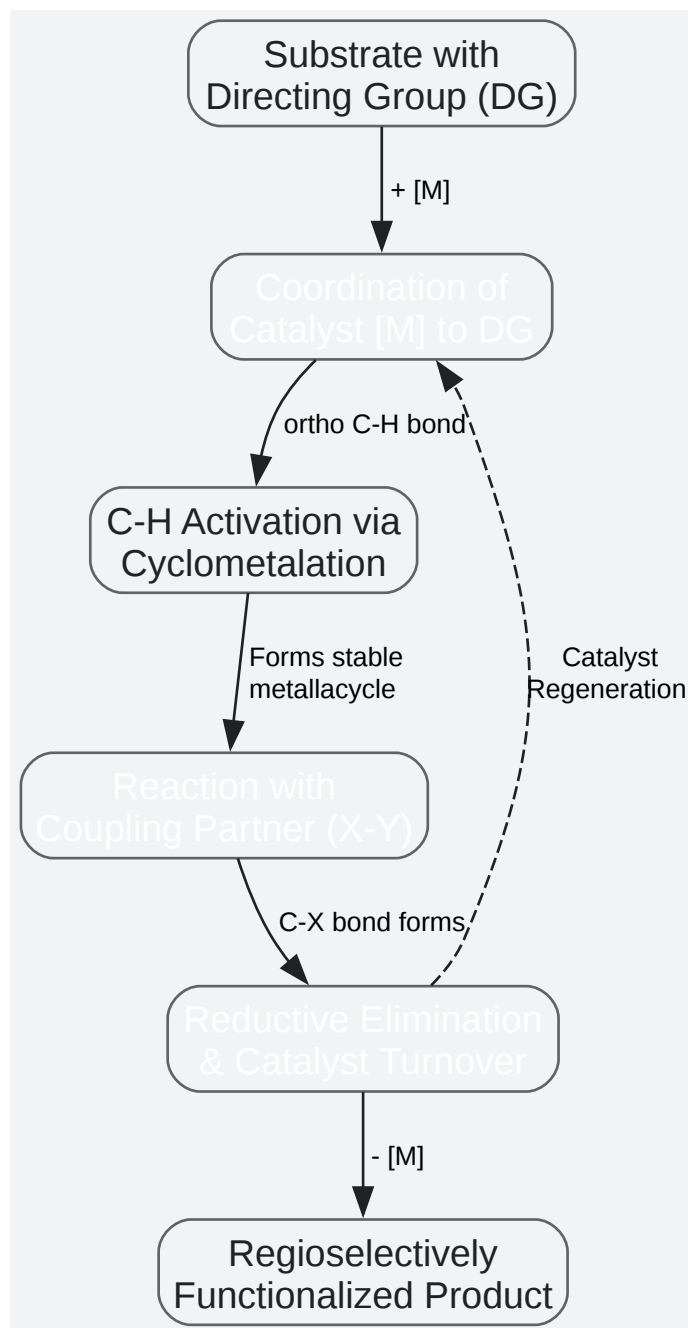 Substrate with
Directing Group (DG)
+ [M]
Coordination of
Catalyst [M] to DG
ortho C-H bond
C-H Activation via
Cyclometalation
Forms stable
metallacycle
Catalyst
Regeneration
Reaction with
Coupling Partner (X-Y)
C-X bond forms
Reductive Elimination
& Catalyst Turnover
- [M]
Regioselectively
Functionalized Product